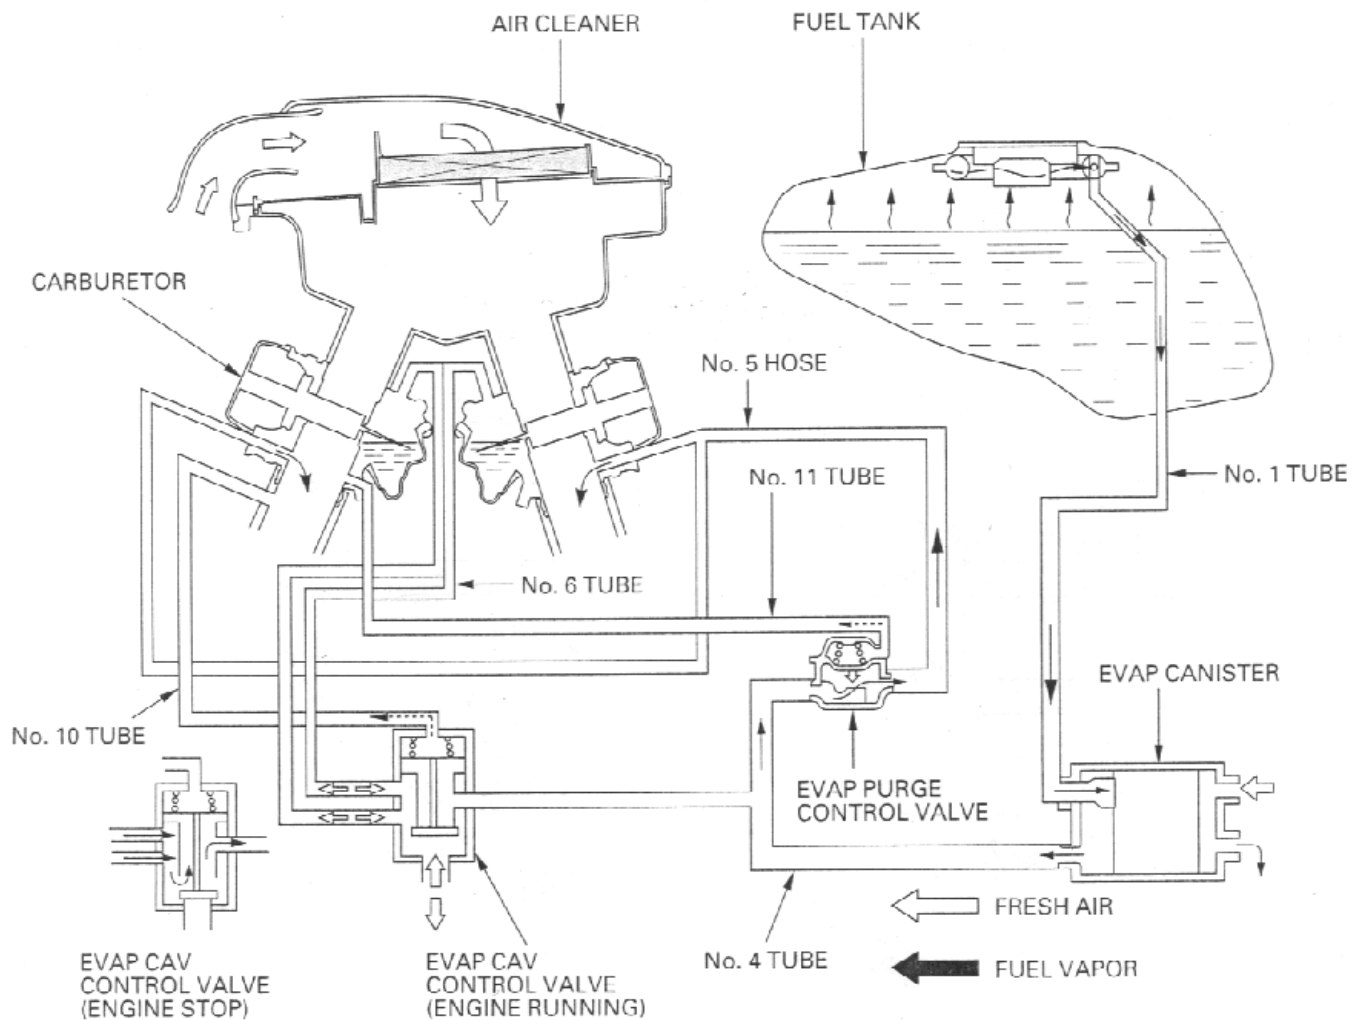 AIR CLEANER
FUEL TANK
CARBURETOR
No. 5 HOSE
No. 11 TUBE
No. 1 TUBE
No. 6 TUBE
EVAP CANISTER
No. 10 TUBE
EVAP PURGE
CONTROL VALVE
FRESH AIR
No. 4 TUBE
FUEL VAPOR
EVAP CAV
CONTROL VALVE
(ENGINE STOP)
EVAP CAV
CONTROL VALVE
(ENGINE RUNNING)